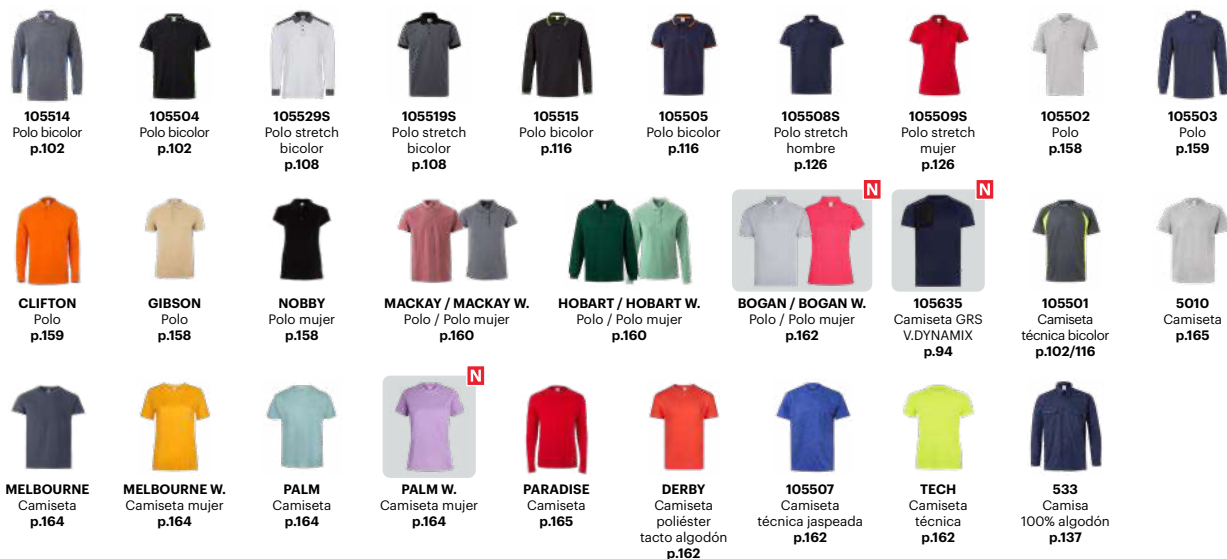 105514
Polo bicolor
p.102
105504
Polo bicolor
p.102
105529S
Polo stretch
bicolor
p.108
105519S
Polo stretch
bicolor
p.108
105515
Polo bicolor
p.116
105505
Polo bicolor
p.116
105508S
Polo stretch
hombre
p.126
105509S
Polo stretch
mujer
p.126
105502
Polo
p.158
105503
Polo
p.159
CLIFTON
Polo
p.159
GIBSON
Polo
p.158
NOBBY
Polo mujer
p.158
MACKAY / MACKAY W.
Polo / Polo mujer
p.160
HOBART / HOBART W.
Polo / Polo mujer
p.160
N
BOGAN / BOGAN W.
Polo / Polo mujer
p.162
N
105635
Camiseta GRS
V.DYNAMIX
p.94
105501
Camiseta
técnica bicolor
p.102/116
5010
Camiseta
p.165
MELBOURNE
Camiseta
p.164
MELBOURNE W.
Camiseta mujer
p.164
PALM
Camiseta
p.164
N
PALM W.
Camiseta mujer
p.164
PARADISE
Camiseta
p.165
DERBY
Camiseta
poliéster
tacto algodón
p.162
105507
Camiseta
técnica jaspeada
p.162
TECH
Camiseta
técnica
p.162
533
Camisa
100% algodón
p.137